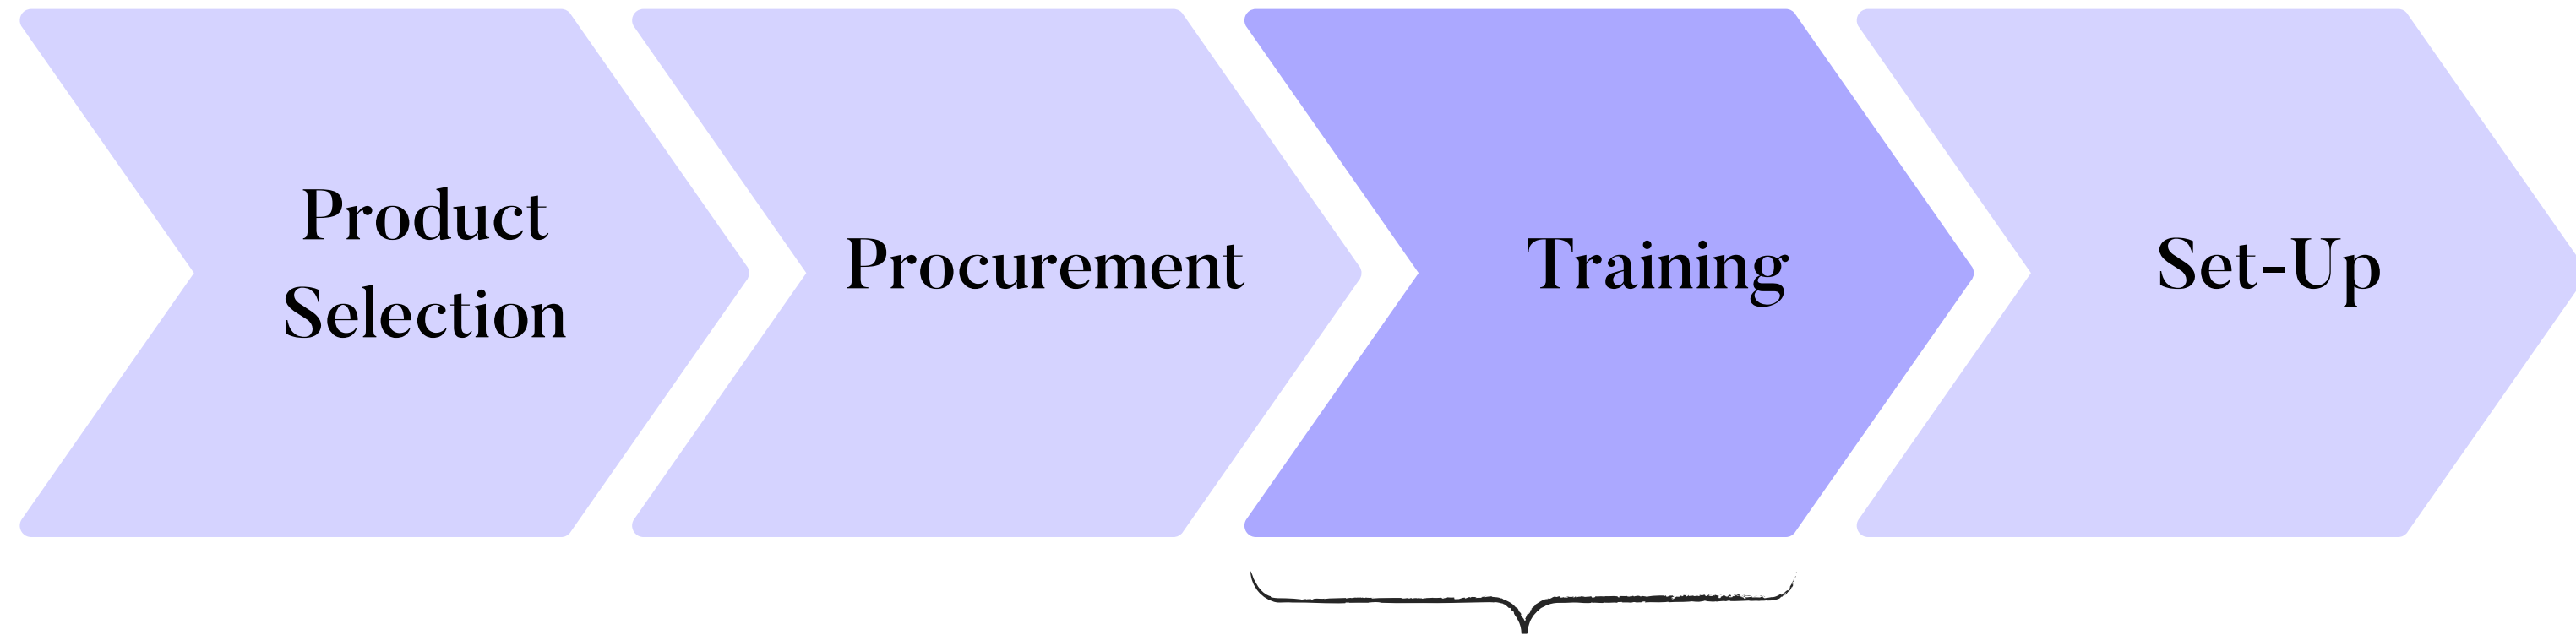 Product
Selection
Procurement
Training
Set-Up